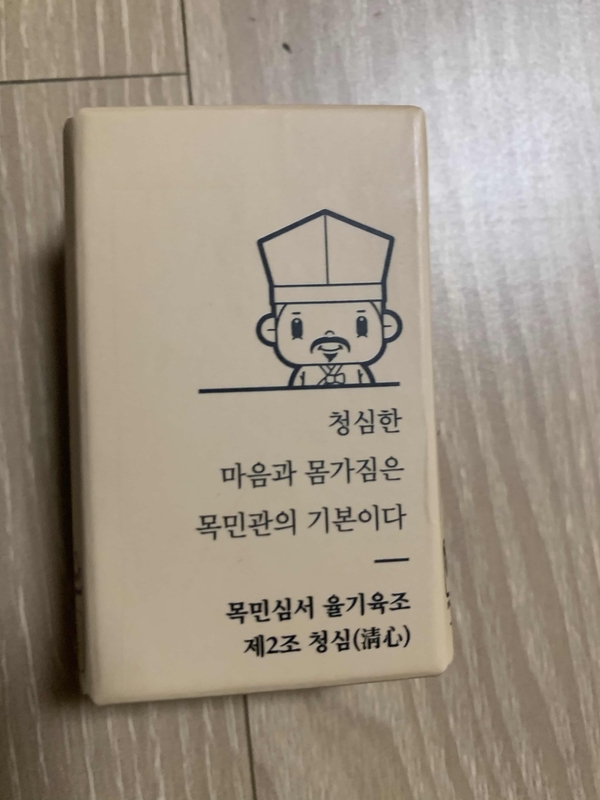 청심한
마음과 몸가짐은
목민관의 기본이다
목민심서 율기육조
제2조 청심(淸心)